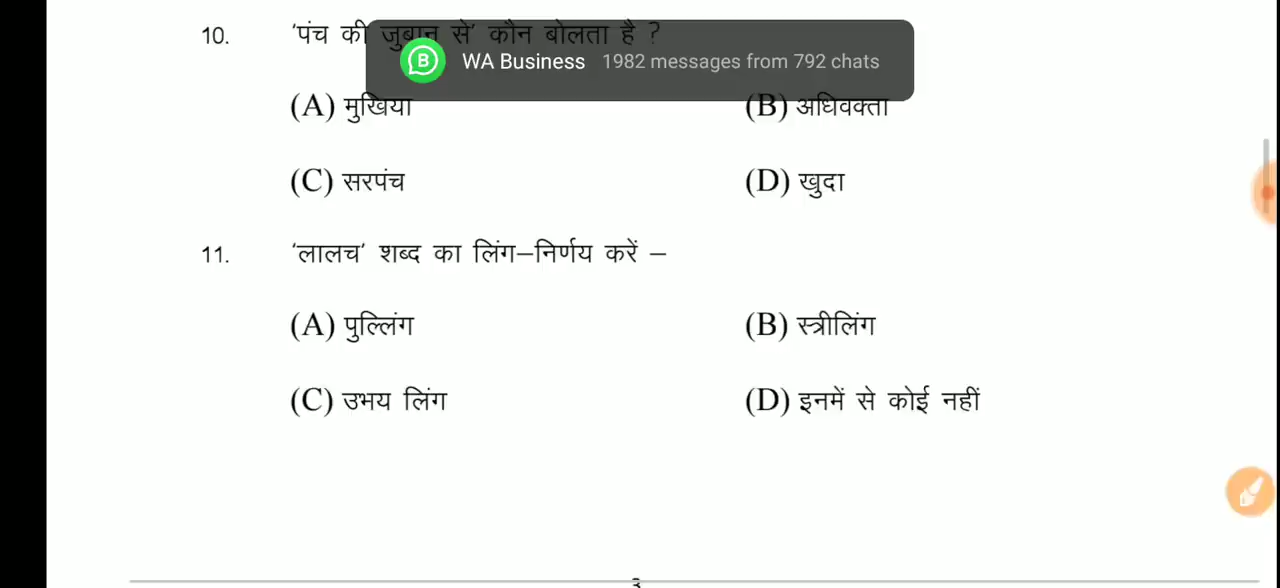 10. 'पंच की जुबान से' कौन बोलता है ?
WA Business 1982 messages from 792 chats
(A) मुखिया (B) अधिवक्ता
(C) सरपंच (D) खुदा
11. 'लालच' शब्द का लिंग–निर्णय करें –
(A) पुल्लिंग (B) स्त्रीलिंग
(C) उभय लिंग (D) इनमें से कोई नहीं